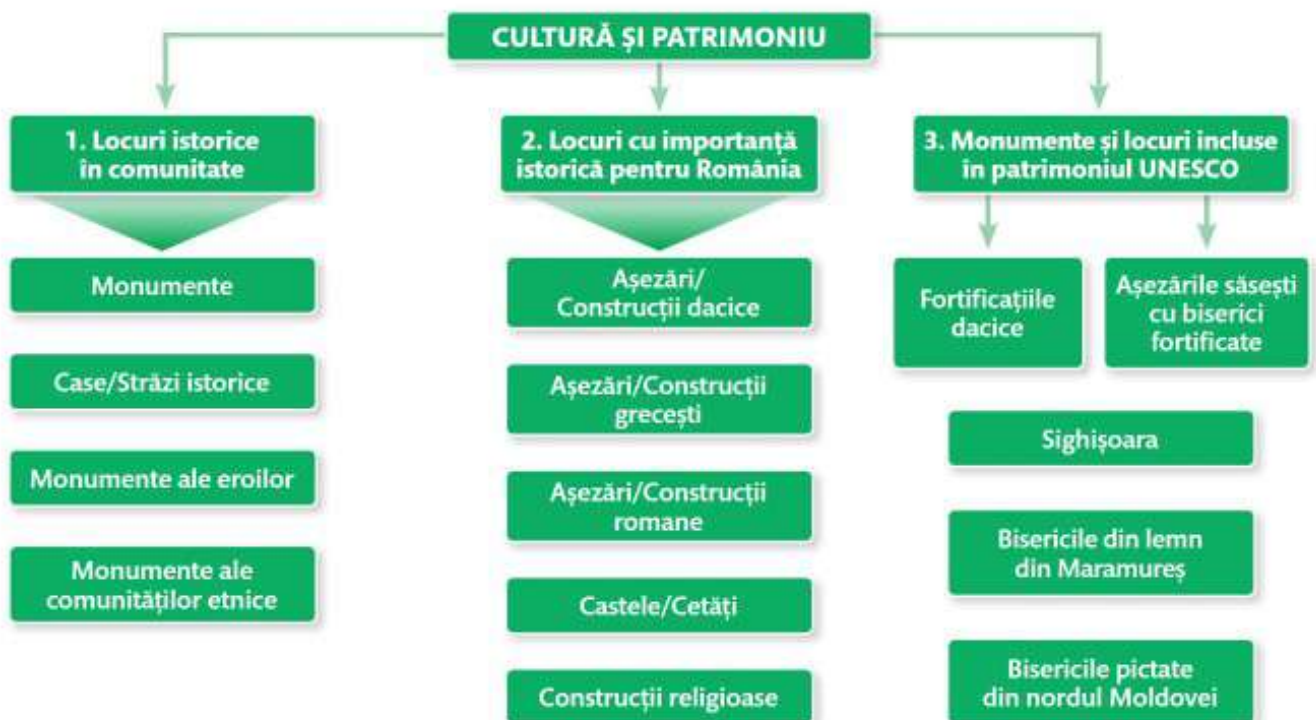 CULTURĂ ȘI PATRIMONIU
1. Locuri istorice
în comunitate
Monumente
Case/Străzi istorice
Monumente ale eroilor
Monumente ale
comunităților etnice
2. Locuri cu importanță
istorică pentru România
Așezări/
Construcții dacice
Așezări/Construcții
grecești
Așezări/Construcții
romane
Castele/Cetăți
Construcții religioase
3. Monumente și locuri incluse
în patrimoniul UNESCO
Fortificațiile
dacice
Așezările săsești
cu biserici
fortificate
Sighișoara
Bisericile din lemn
din Maramureș
Bisericile pictate
din nordul Moldovei